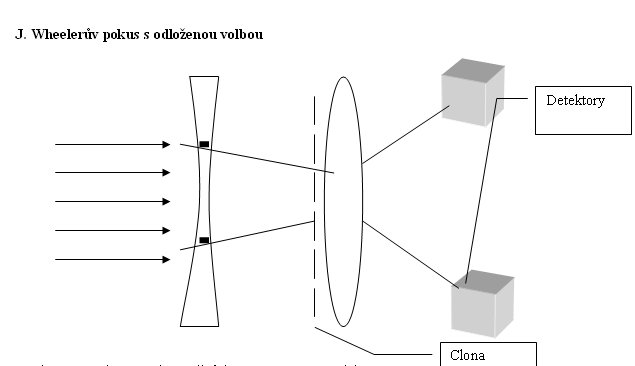 J. Wheelerův pokus s odloženou volbou
Detektory
Clona